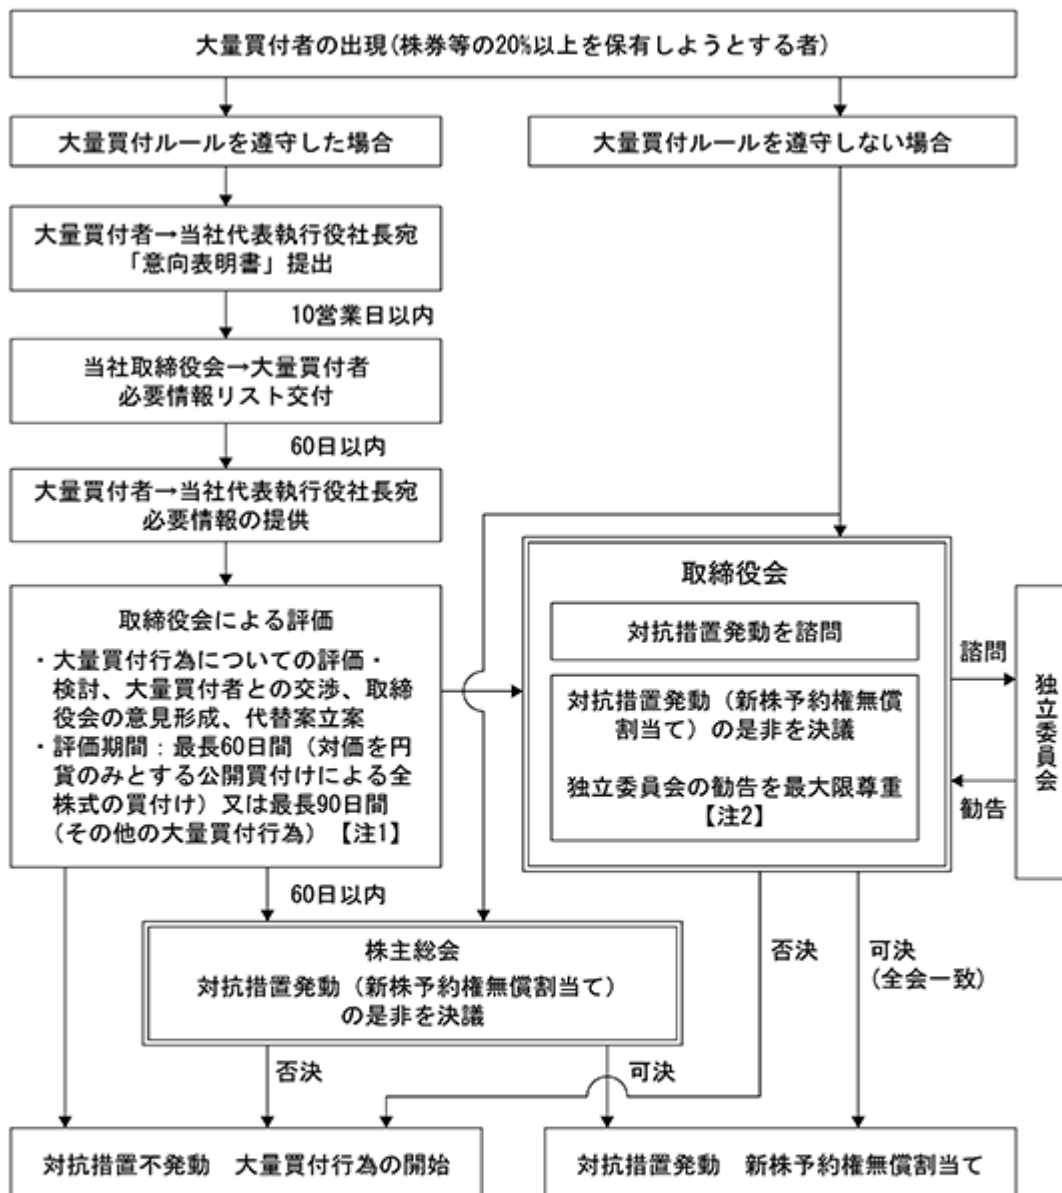 大量買付者の出現(株券等の20%以上を保有しようとする者)
大量買付ルールを遵守した場合
大量買付ルールを遵守しない場合
大量買付者→当社代表執行役社長宛
「意向表明書」提出
10営業日以内
当社取締役会→大量買付者
必要情報リスト交付
60日以内
大量買付者→当社代表執行役社長宛
必要情報の提供
取締役会による評価
・大量買付行為についての評価・
検討、大量買付者との交渉、取締
役会の意見形成、代替案立案
・評価期間：最長60日間（対価を円
貨のみとする公開買付けによる全
株式の買付け）又は最長90日間
（その他の大量買付行為）【注1】
取締役会
対抗措置発動を諮問
対抗措置発動（新株予約権無償
割当て）の是非を決議
独立委員会の勧告を最大限尊重
【注2】
諮問
勧告
独立委員会
60日以内
株主総会
対抗措置発動（新株予約権無償割当て）
の是非を決議
否決
可決
(全会一致)
否決
可決
対抗措置不発動　大量買付行為の開始
対抗措置発動　新株予約権無償割当て